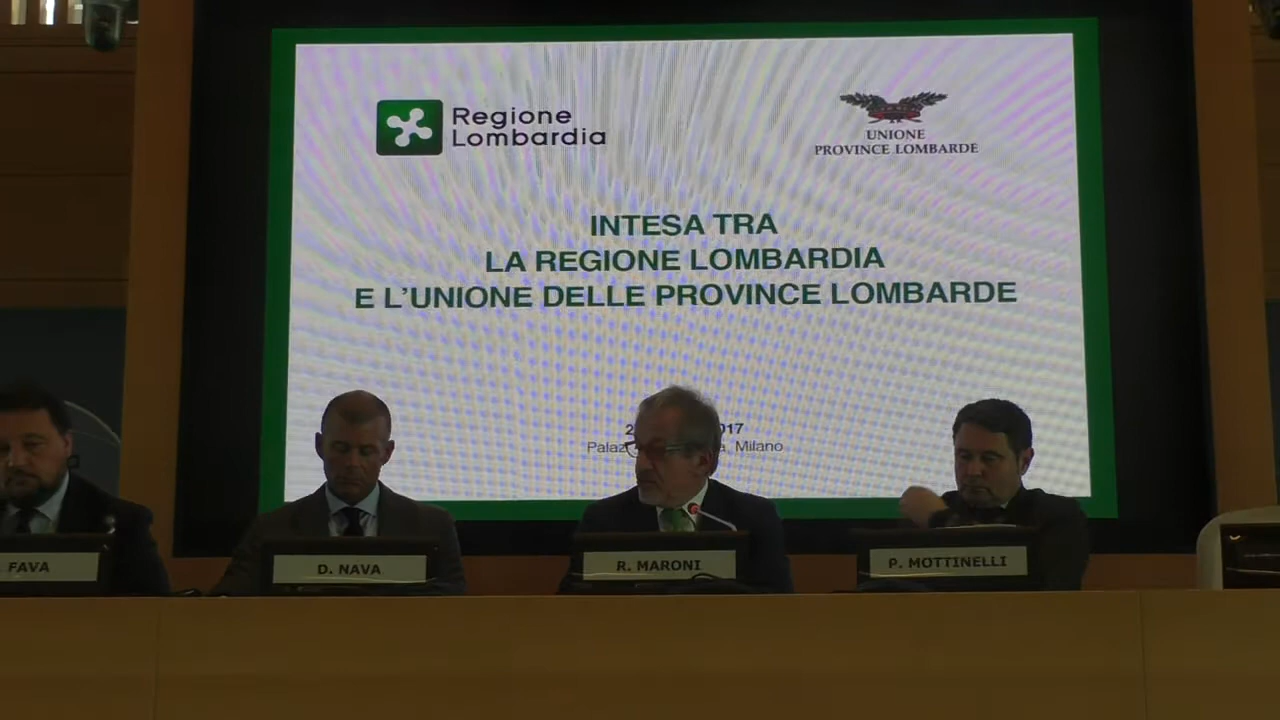 Regione
Lombardia
UNIONE
PROVINCE LOMBARDE
INTESA TRA
LA REGIONE LOMBARDIA
E L'UNIONE DELLE PROVINCE LOMBARDE
Milano
FAVA
D. NAVA
R. MARONI
P. MOTTINELLI